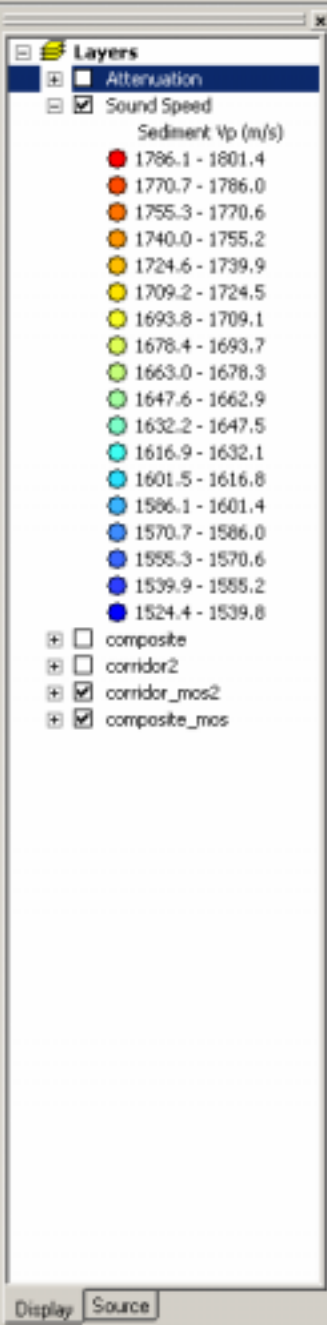 Layers
Attenuation
Sound Speed
Sediment Vp (m/s)
1786.1 - 1801.4
1770.7 - 1786.0
1755.3 - 1770.6
1740.0 - 1755.2
1724.6 - 1739.9
1709.2 - 1724.5
1693.8 - 1709.1
1678.4 - 1693.7
1663.0 - 1678.3
1647.6 - 1662.9
1632.2 - 1647.5
1616.9 - 1632.1
1601.5 - 1616.8
1586.1 - 1601.4
1570.7 - 1586.0
1555.3 - 1570.6
1539.9 - 1555.2
1524.4 - 1539.8
composite
corridor2
corridor_mos2
composite_mos
Display Source